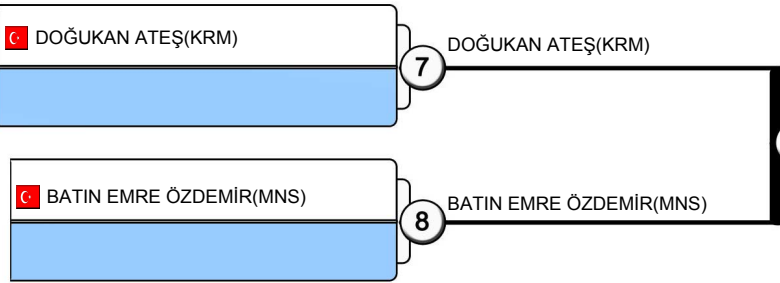 DOĞUKAN ATEŞ(KRM)
7
DOĞUKAN ATEŞ(KRM)
BATIN EMRE ÖZDEMİR(MNS)
8
BATIN EMRE ÖZDEMİR(MNS)